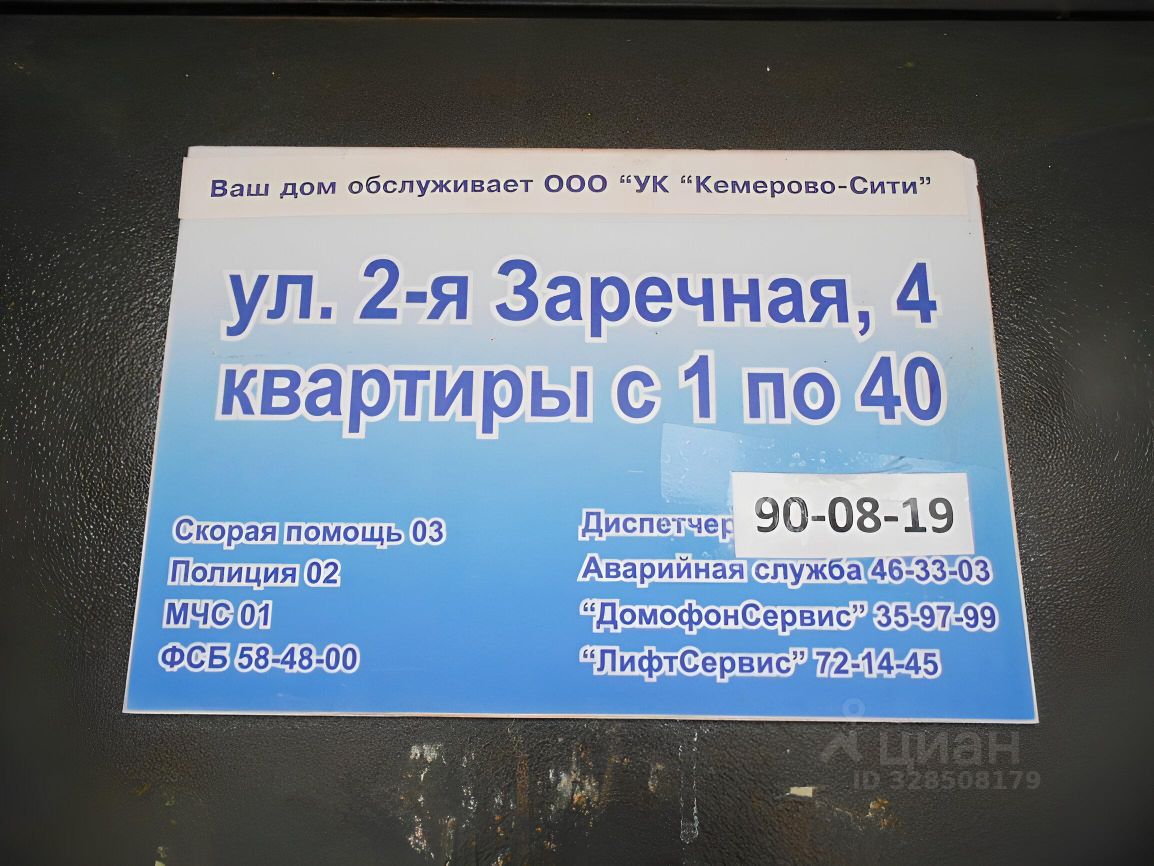 Ваш дом обслуживает ООО “УК “Кемерово-Сити”
ул. 2-я Заречная, 4
квартиры с 1 по 40
Скорая помощь 03
Полиция 02
МЧС 01
ФСБ 58-48-00
Диспетчер 90-08-19
Аварийная служба 46-33-03
“ДомофонСервис” 35-97-99
“ЛифтСервис” 72-14-45
циан
ID 328508179